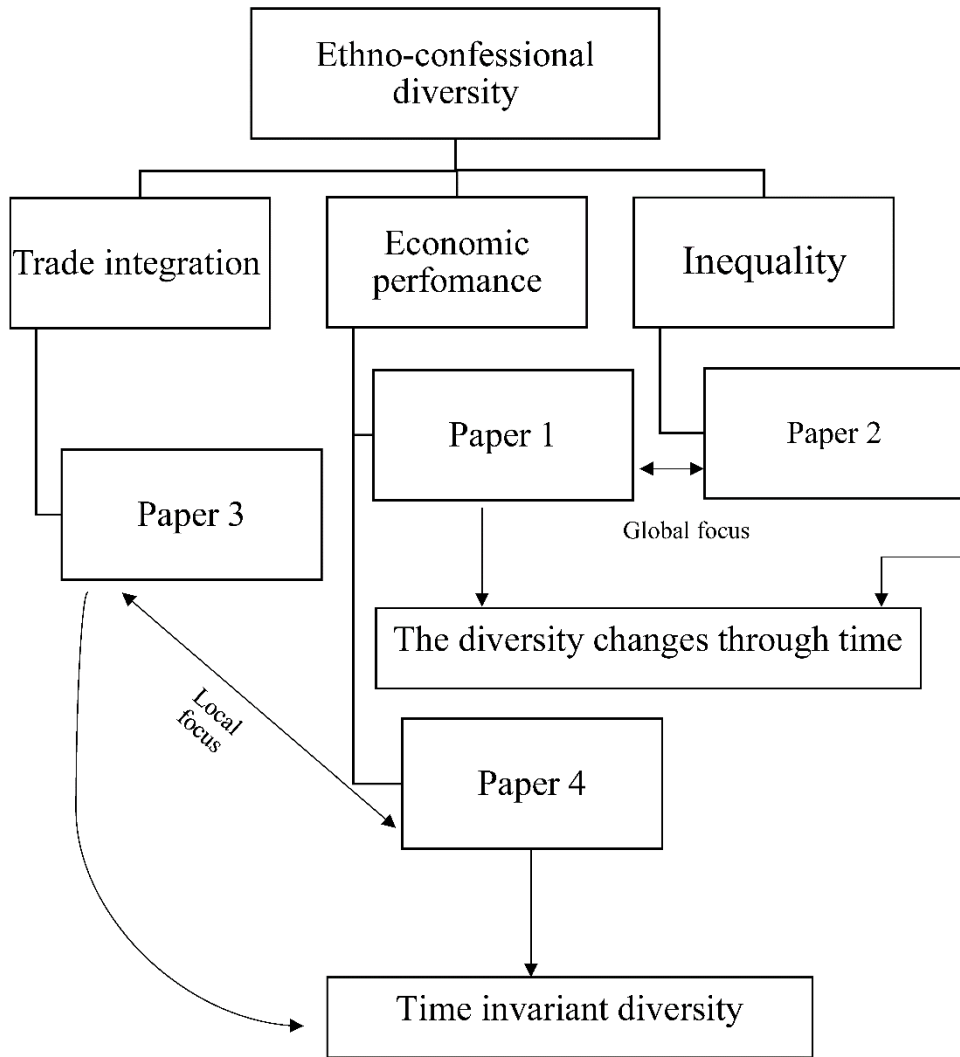 Ethno-confessional
diversity
Trade integration
Economic
perfomance
Inequality
Paper 1
Paper 2
Paper 3
Global focus
The diversity changes through time
Local
focus
Paper 4
Time invariant diversity